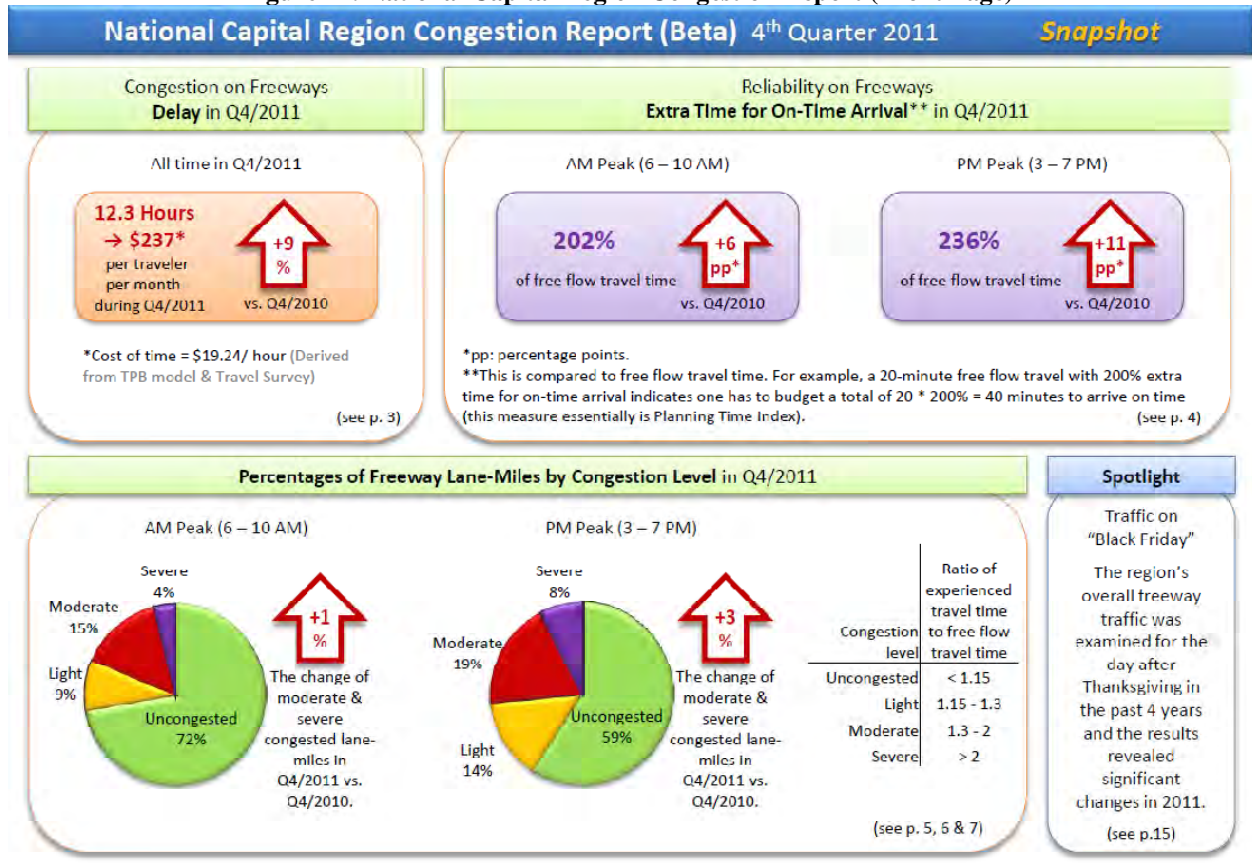 National Capital Region Congestion Report (Beta) 4th Quarter 2011 Snapshot
Congestion on Freeways
Delay in Q4/2011
All time in Q4/2011
12.3 Hours
→ $237*
per traveler
per month
during Q4/2011
+9
%
vs. Q4/2010
*Cost of time = $19.24/ hour (Derived
from TPB model & Travel Survey)
(see p. 3)
Reliability on Freeways
Extra Time for On-Time Arrival** in Q4/2011
AM Peak (6 – 10 AM)
202%
of free flow travel time
+6
pp*
vs. Q4/2010
PM Peak (3 – 7 PM)
236%
of free flow travel time
+11
pp*
vs. Q4/2010
*pp: percentage points.
**This is compared to free flow travel time. For example, a 20-minute free flow travel with 200% extra
time for on-time arrival indicates one has to budget a total of 20 * 200% = 40 minutes to arrive on time
(this measure essentially is Planning Time Index).
(see p. 4)
Percentages of Freeway Lane-Miles by Congestion Level in Q4/2011
AM Peak (6 – 10 AM)
Severe
4%
Moderate
15%
Light
9%
Uncongested
72%
+1
%
The change of
moderate &
severe
congested lane-
miles in
Q4/2011 vs.
Q4/2010.
PM Peak (3 – 7 PM)
Severe
8%
Moderate
19%
Light
14%
Uncongested
59%
+3
%
The change of
moderate &
severe
congested lane-
miles in
Q4/2011 vs.
Q4/2010.
Congestion
level
Ratio of
experienced
travel time
to free flow
travel time
Uncongested < 1.15
Light 1.15 - 1.3
Moderate 1.3 - 2
Severe > 2
(see p. 5, 6 & 7)
Spotlight
Traffic on
"Black Friday"
The region's
overall freeway
traffic was
examined for the
day after
Thanksgiving in
the past 4 years
and the results
revealed
significant
changes in 2011.
(see p.15)